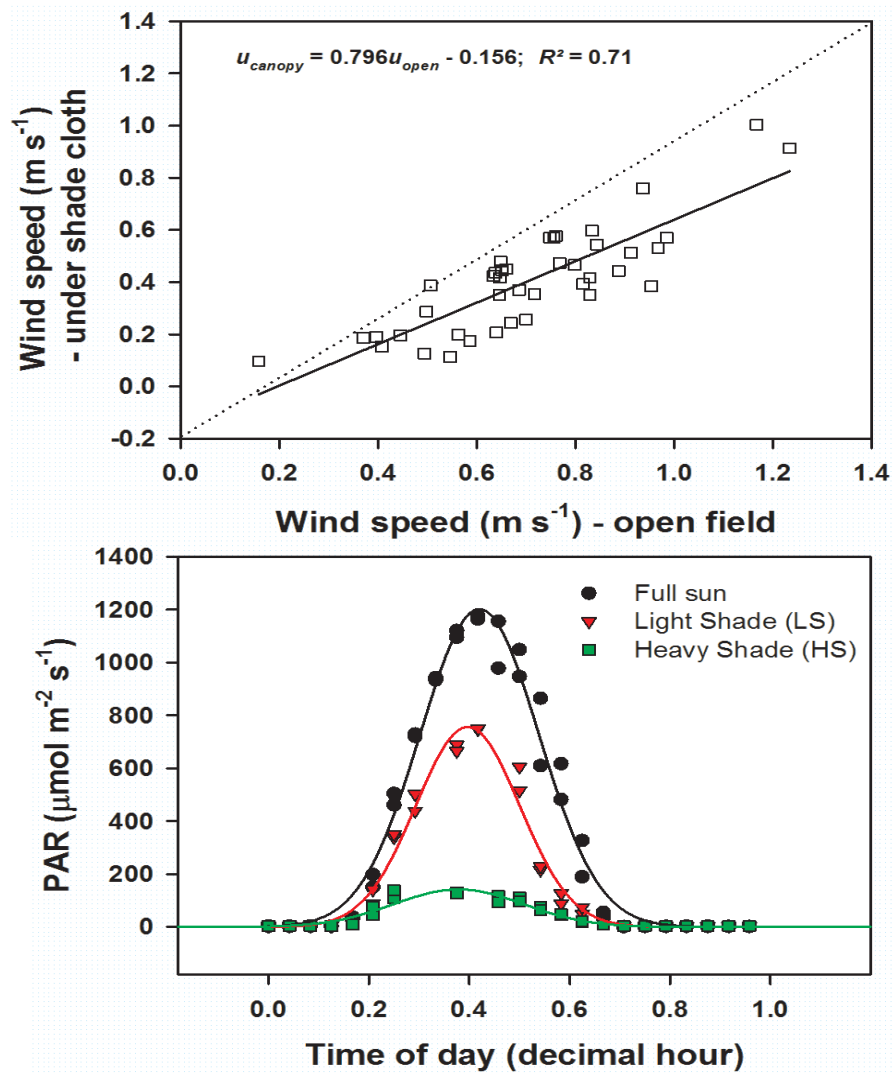 1.4
u_canopy = 0.796u_open - 0.156; R² = 0.71
1.2
1.0
0.8
0.6
0.4
0.2
0.0
-0.2
Wind speed (m s⁻¹)
- under shade cloth
0.0 0.2 0.4 0.6 0.8 1.0 1.2 1.4
Wind speed (m s⁻¹) - open field
1400
1200
1000
800
600
400
200
0
PAR (μmol m⁻² s⁻¹)
Full sun
Light Shade (LS)
Heavy Shade (HS)
0.0 0.2 0.4 0.6 0.8 1.0
Time of day (decimal hour)